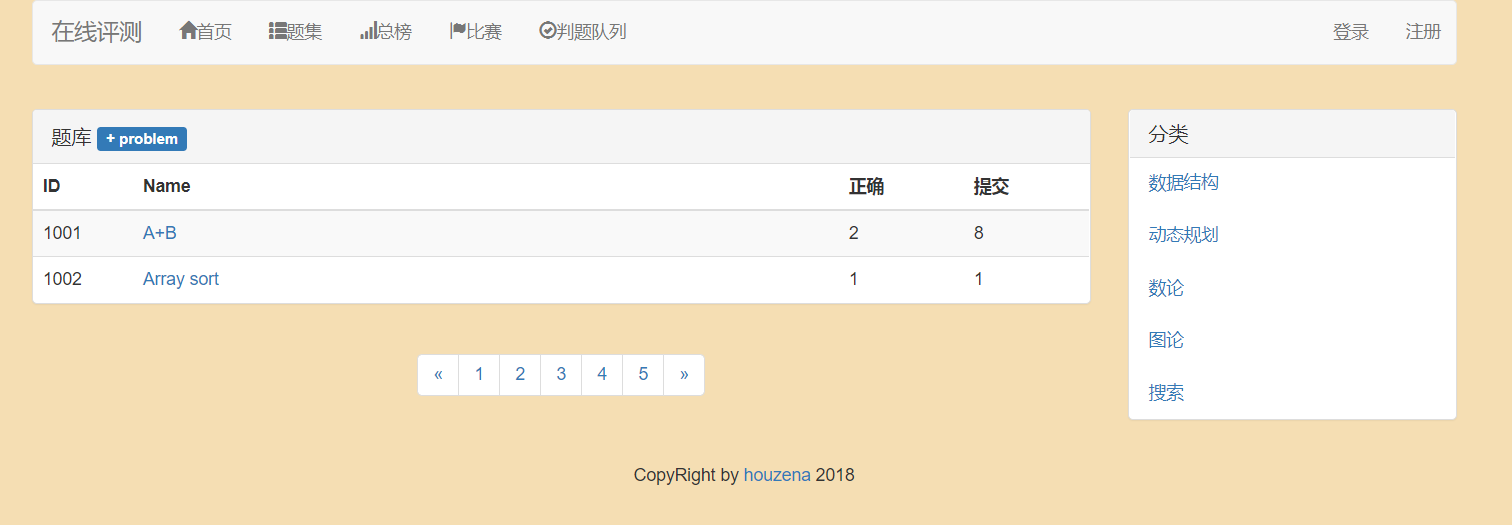 在线评测 首页 题集 总榜 比赛 判题队列 登录 注册
题库 + problem
ID Name 正确 提交
1001 A+B 2 8
1002 Array sort 1 1
« 1 2 3 4 5 »
分类
数据结构
动态规划
数论
图论
搜索
CopyRight by houzena 2018